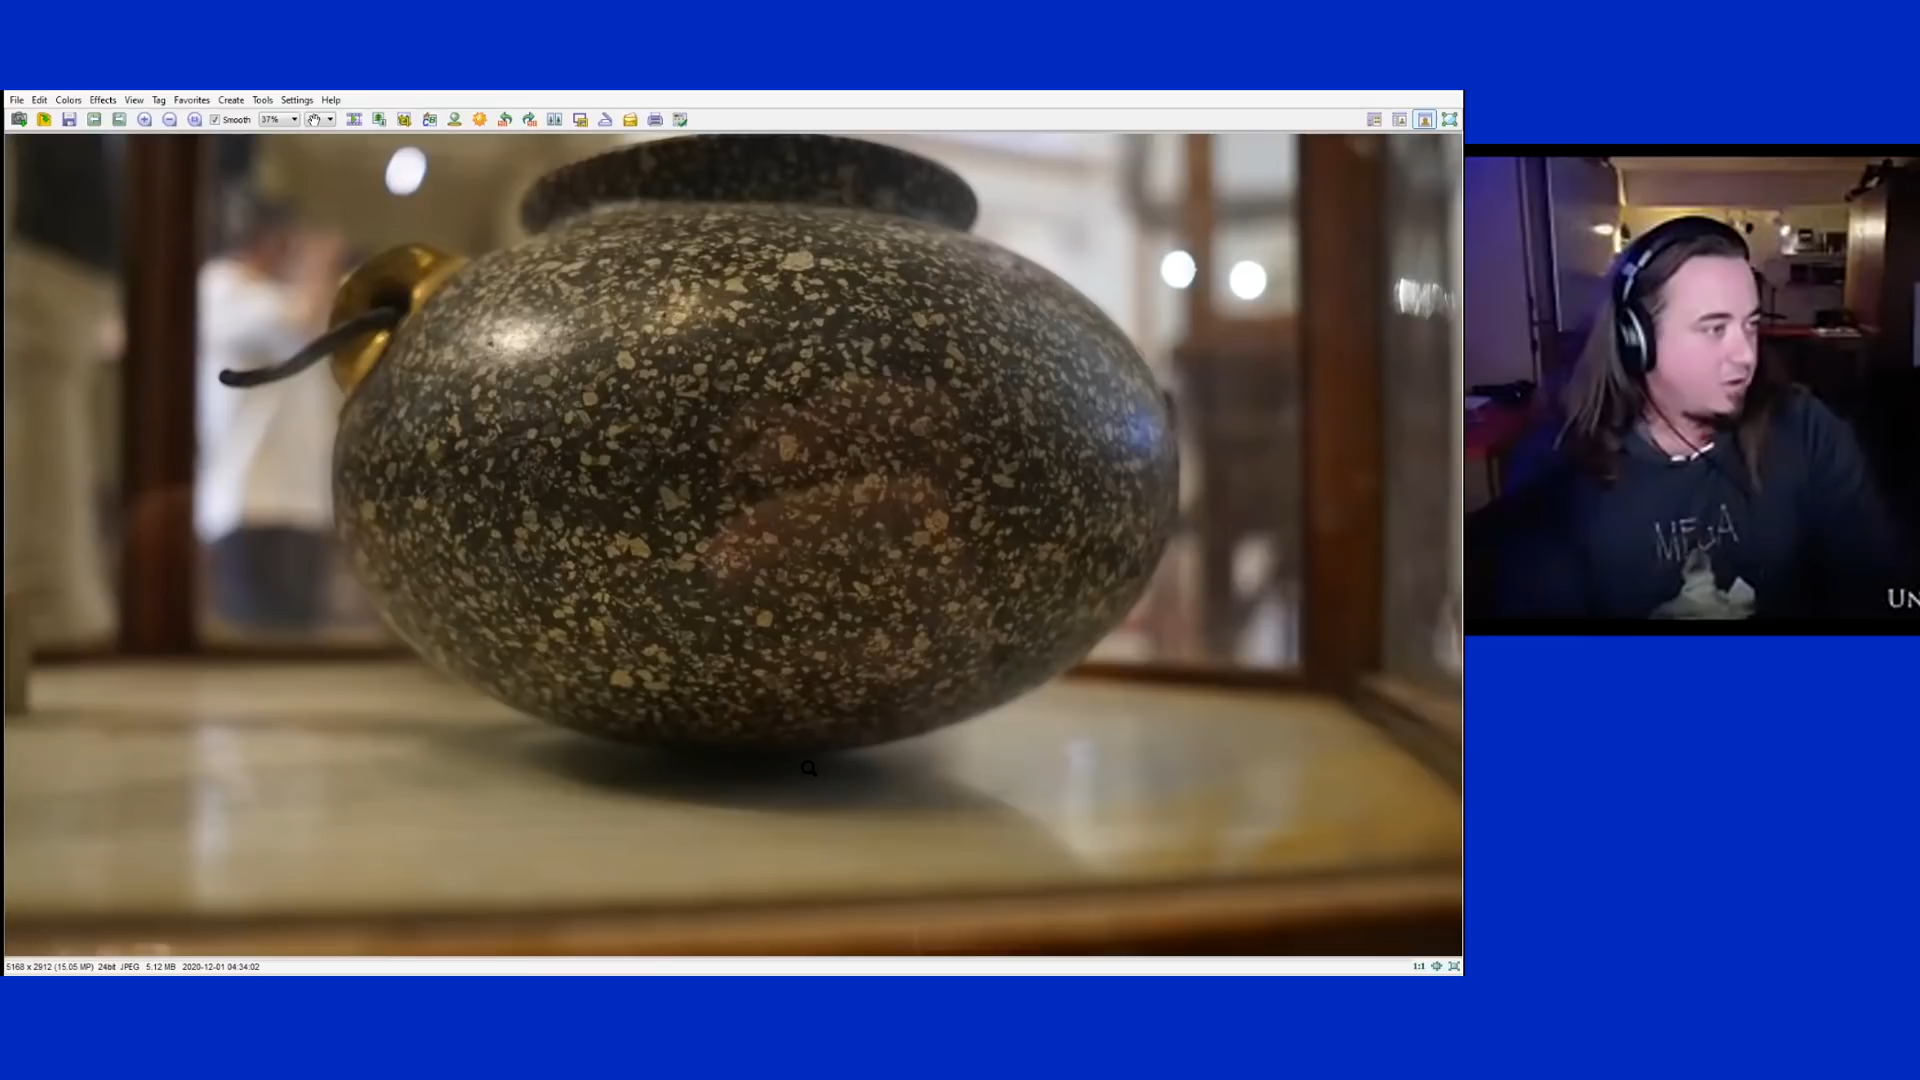 File Edit Colors Effects View Tag Favorites Create Tools Settings Help
Smooth 37%
5168 x 2912 (15.05 MP) 24bit JPEG 5.12 MB 2020-12-01 04:34:02
1:1
UN